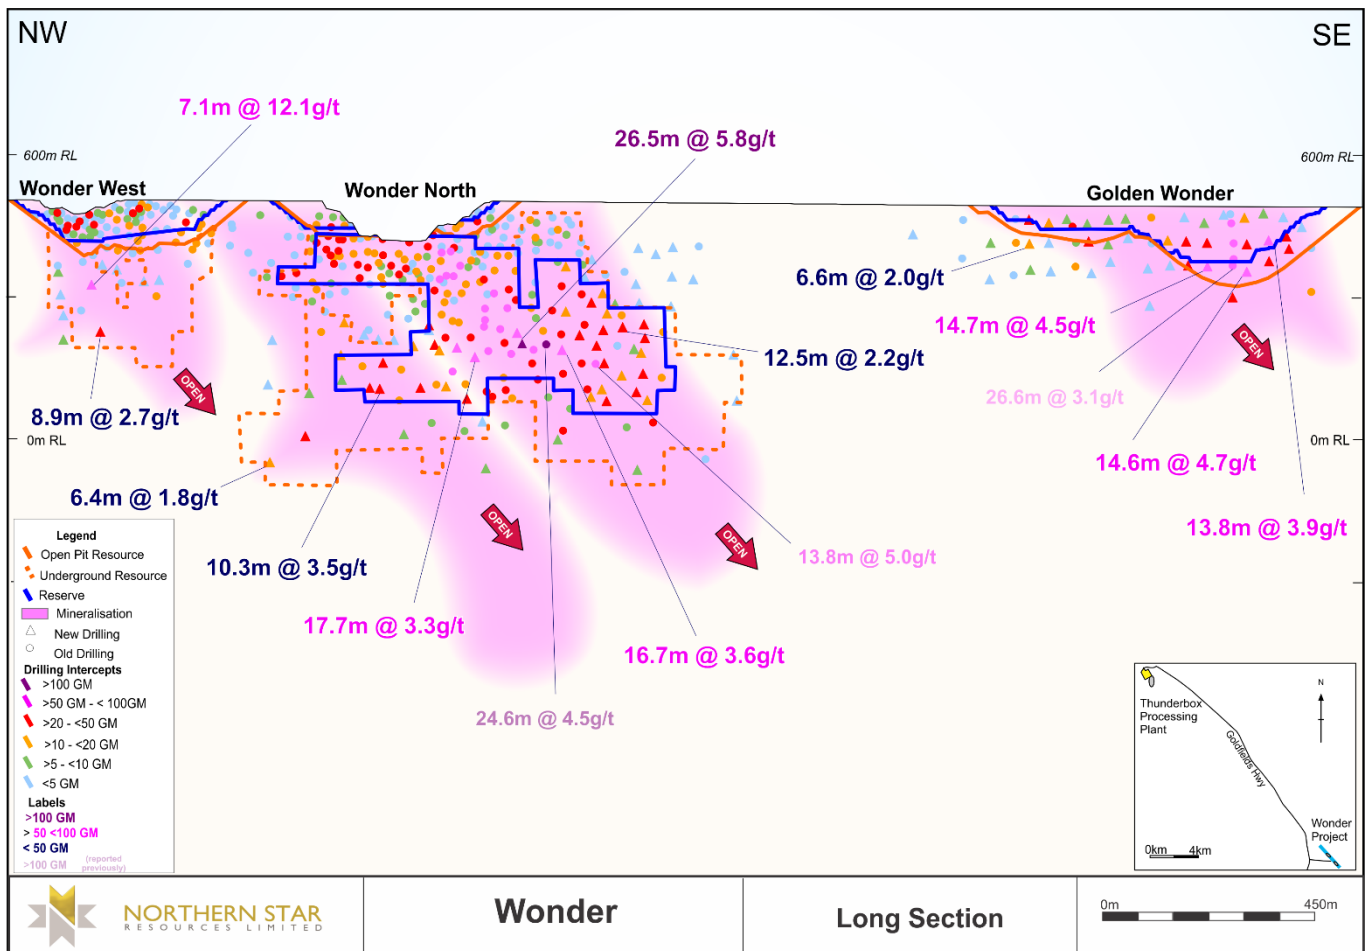 NW
SE
7.1m @ 12.1g/t
26.5m @ 5.8g/t
600m RL
600m RL
Wonder West
Wonder North
Golden Wonder
6.6m @ 2.0g/t
14.7m @ 4.5g/t
12.5m @ 2.2g/t
OPEN
OPEN
26.6m @ 3.1g/t
8.9m @ 2.7g/t
0m RL
0m RL
14.6m @ 4.7g/t
6.4m @ 1.8g/t
OPEN
OPEN
13.8m @ 3.9g/t
13.8m @ 5.0g/t
10.3m @ 3.5g/t
17.7m @ 3.3g/t
16.7m @ 3.6g/t
24.6m @ 4.5g/t
Legend
Open Pit Resource
Underground Resource
Reserve
Mineralisation
New Drilling
Old Drilling
Drilling Intercepts
>100 GM
>50 GM - < 100GM
>20 - <50 GM
>10 - <20 GM
>5 - <10 GM
<5 GM
Labels
>100 GM
> 50 <100 GM
< 50 GM
>100 GM (reported
previously)
N
Thunderbox
Processing
Plant
Goldfields Hwy
Wonder
Project
0km 4km
NORTHERN STAR
RESOURCES LIMITED
Wonder
Long Section
0m 450m